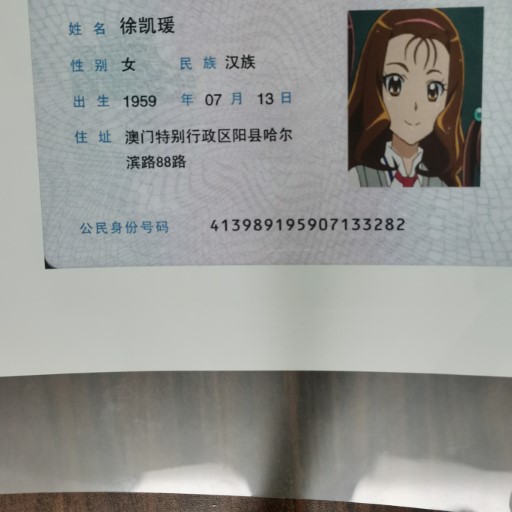 姓名 徐凯瑗
性别 女 民族 汉族
出生 1959 年 07 月 13 日
住址 澳门特别行政区阳县哈尔
滨路88路
公民身份号码 413989195907133282